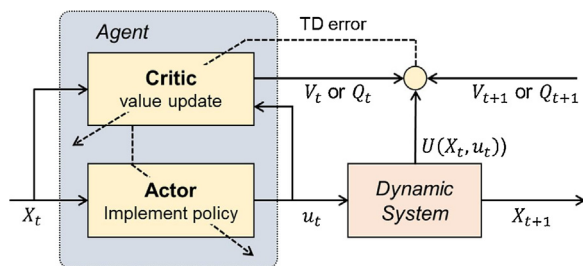 Agent
TD error
Critic
value update
V_t or Q_t
V_{t+1} or Q_{t+1}
U(X_t, u_t))
Actor
Implement policy
Dynamic
System
X_t
u_t
X_{t+1}